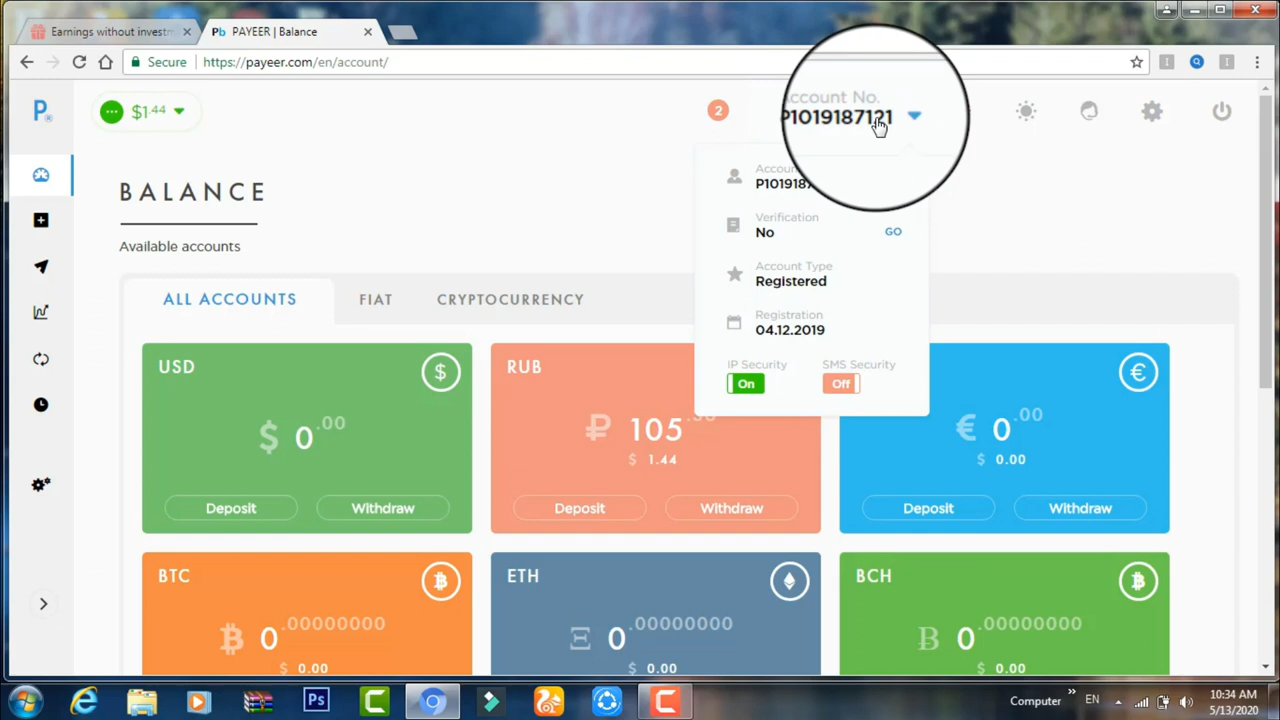 Earnings without investm
Pb PAYEER | Balance
Secure https://payeer.com/en/account/
$1.44
2
Account No.
P1019187121
BALANCE
Available accounts
P101918
Verification
No
GO
Account Type
Registered
Registration
04.12.2019
IP Security
SMS Security
On
Off
ALL ACCOUNTS
FIAT
CRYPTOCURRENCY
USD
$ 0.00
Deposit
Withdraw
RUB
₽ 105
$ 1.44
Deposit
Withdraw
€
€ 0.00
$ 0.00
Deposit
Withdraw
BTC
0.00000000
$ 0.00
ETH
Ξ 0.00000000
$ 0.00
BCH
0.00000000
$ 0.00
Ps
Computer
EN
10:34 AM
5/13/2020